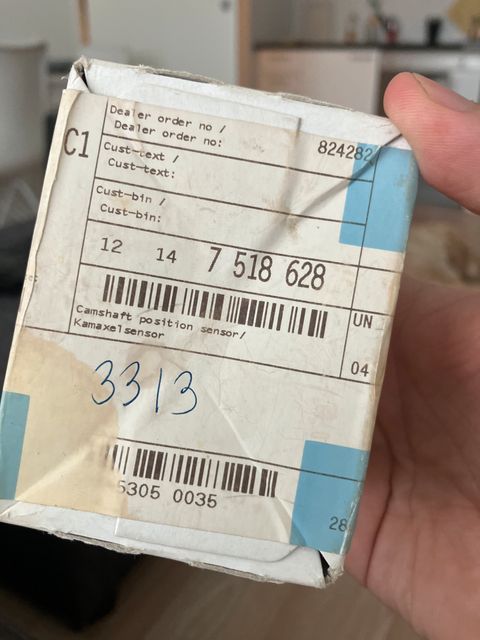 C1
Dealer order no /
Dealer order no:
824282
Cust-text /
Cust-text:
Cust-bin /
Cust-bin:
12 14 7 518 628
Camshaft position sensor/
Kamaxelsensor
UN
04
3313
5305 0035
28